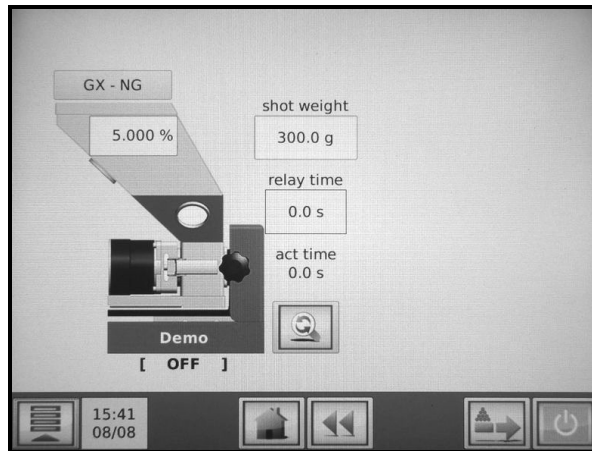 GX - NG
5.000 %
shot weight
300.0 g
relay time
0.0 s
act time
0.0 s
Demo
[ OFF ]
15:41
08/08